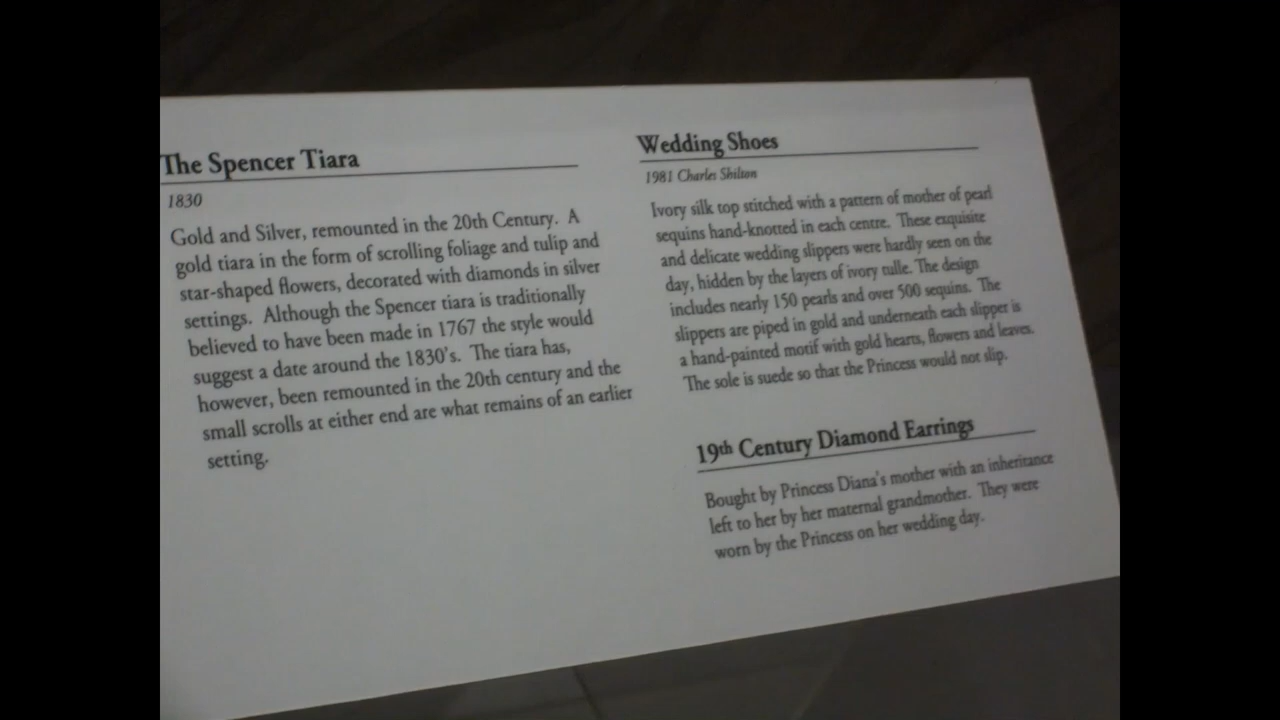 The Spencer Tiara
1830
Gold and Silver, remounted in the 20th Century. A
gold tiara in the form of scrolling foliage and tulip and
star-shaped flowers, decorated with diamonds in silver
settings. Although the Spencer tiara is traditionally
believed to have been made in 1767 the style would
suggest a date around the 1830's. The tiara has,
however, been remounted in the 20th century and the
small scrolls at either end are what remains of an earlier
setting.
Wedding Shoes
1981 Charles Shilton
Ivory silk top stitched with a pattern of mother of pearl
sequins hand-knotted in each centre. These exquisite
and delicate wedding slippers were hardly seen on the
day, hidden by the layers of ivory tulle. The design
includes nearly 150 pearls and over 500 sequins. The
slippers are piped in gold and underneath each slipper is
a hand-painted motif with gold hearts, flowers and leaves.
The sole is suede so that the Princess would not slip.
19th Century Diamond Earrings
Bought by Princess Diana's mother with an inheritance
left to her by her maternal grandmother. They were
worn by the Princess on her wedding day.